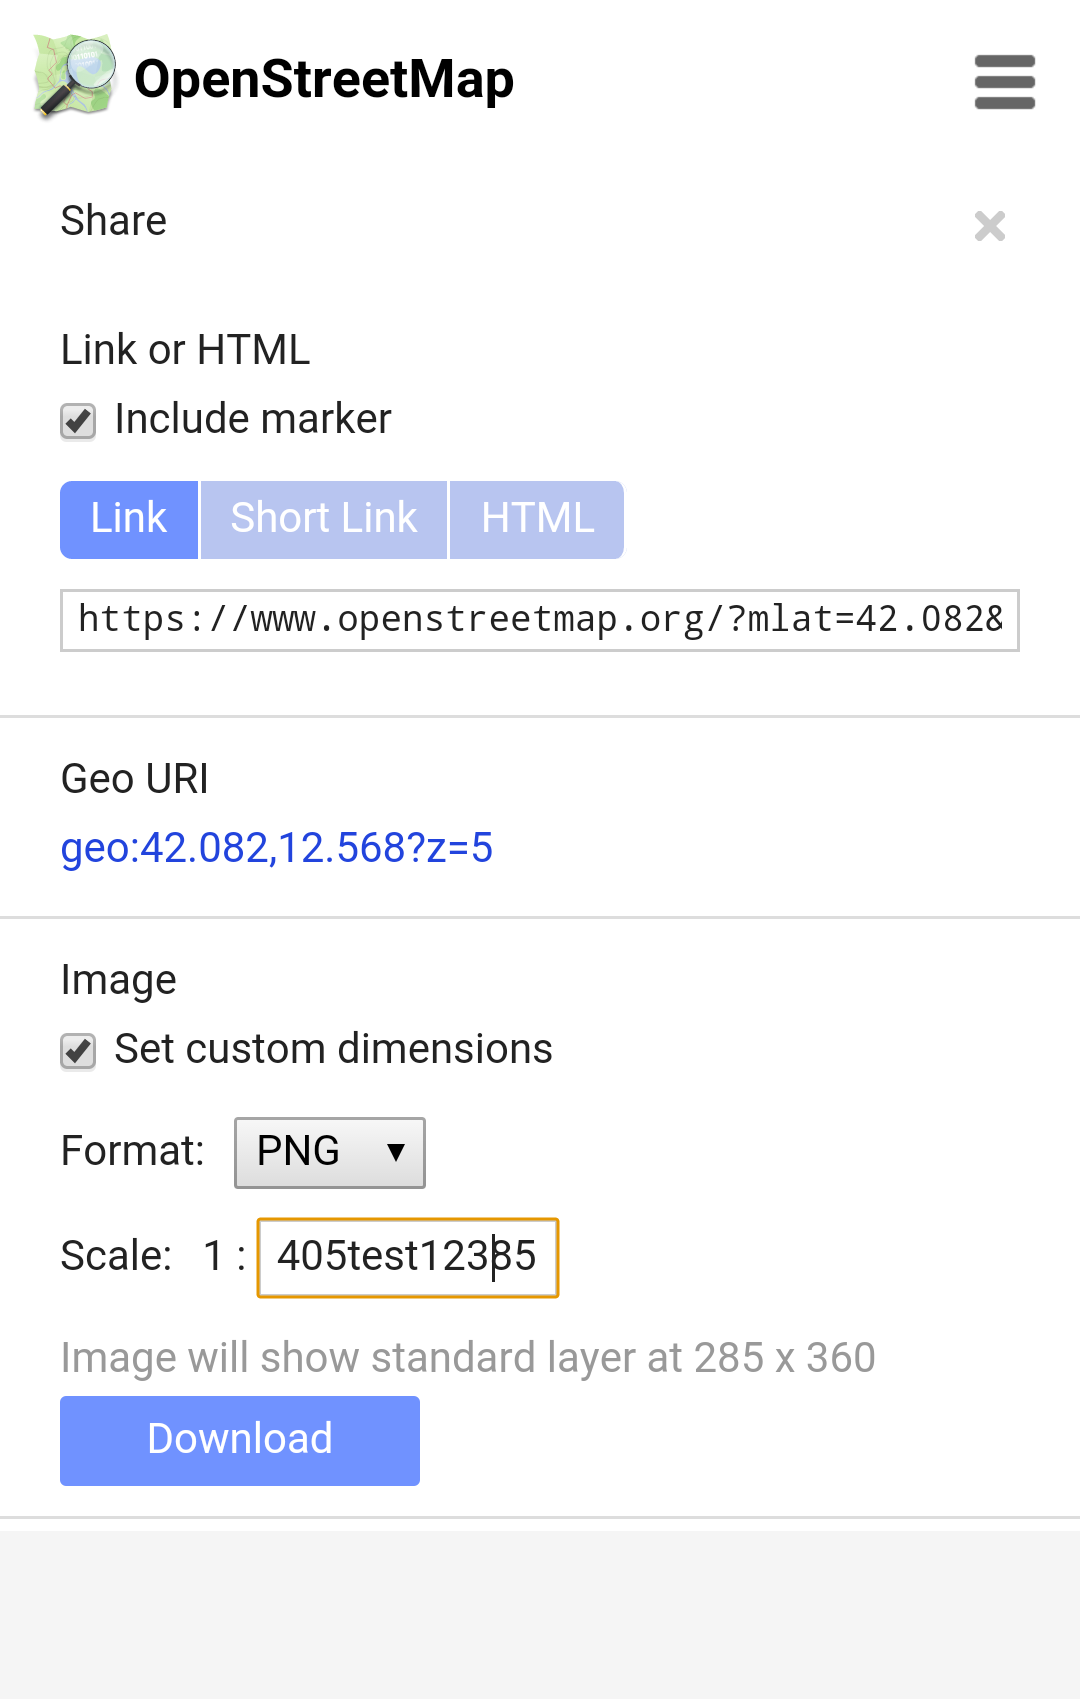 OpenStreetMap
Share
Link or HTML
Include marker
Link Short Link HTML
https://www.openstreetmap.org/?mlat=42.082&
Geo URI
geo:42.082,12.568?z=5
Image
Set custom dimensions
Format: PNG
Scale: 1 : 405test12385
Image will show standard layer at 285 x 360
Download